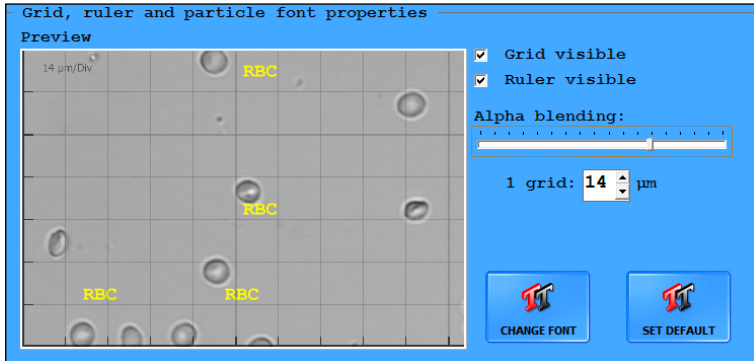 Grid, ruler and particle font properties
Preview
14 µm/Div
RBC
RBC
RBC
RBC
Grid visible
Ruler visible
Alpha blending:
1 grid: 14 µm
CHANGE FONT
SET DEFAULT